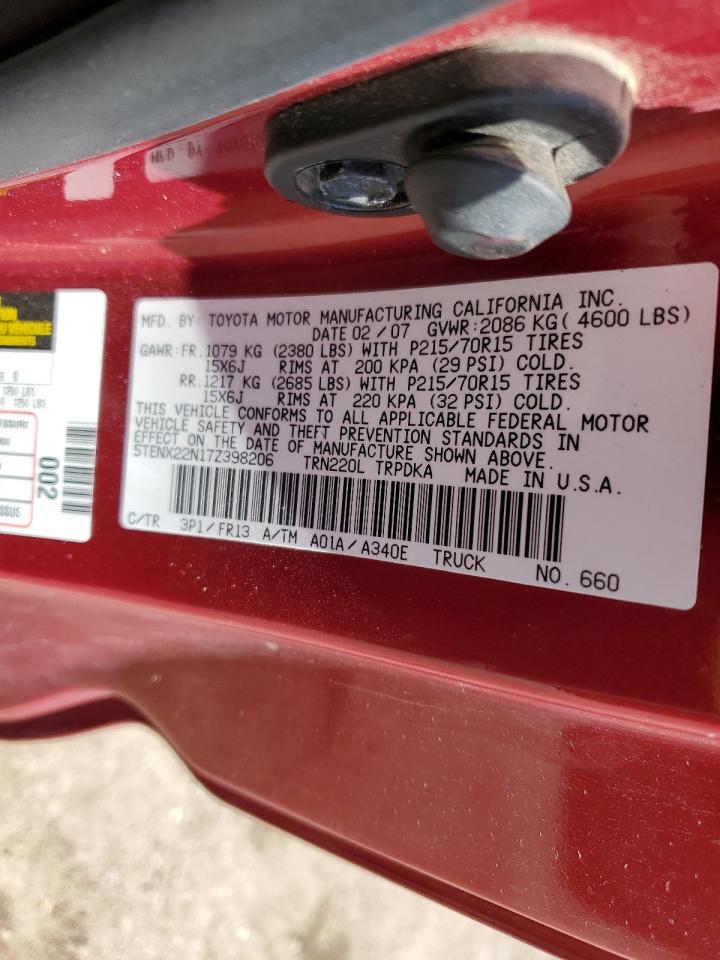 MFD. BY: TOYOTA MOTOR MANUFACTURING CALIFORNIA INC.
DATE 02 / 07 GVWR:2086 KG( 4600 LBS)
GAWR:FR.1079 KG (2380 LBS) WITH P215/70R15 TIRES
15X6J RIMS AT 200 KPA (29 PSI) COLD.
RR.1217 KG (2685 LBS) WITH P215/70R15 TIRES
15X6J RIMS AT 220 KPA (32 PSI) COLD.
THIS VEHICLE CONFORMS TO ALL APPLICABLE FEDERAL MOTOR
VEHICLE SAFETY AND THEFT PREVENTION STANDARDS IN
EFFECT ON THE DATE OF MANUFACTURE SHOWN ABOVE.
5TENX22N17Z398206 TRN220L TRPDKA MADE IN U.S.A.
C/TR 3P1/FR13 A/TM A01A/A340E TRUCK NO. 660
002